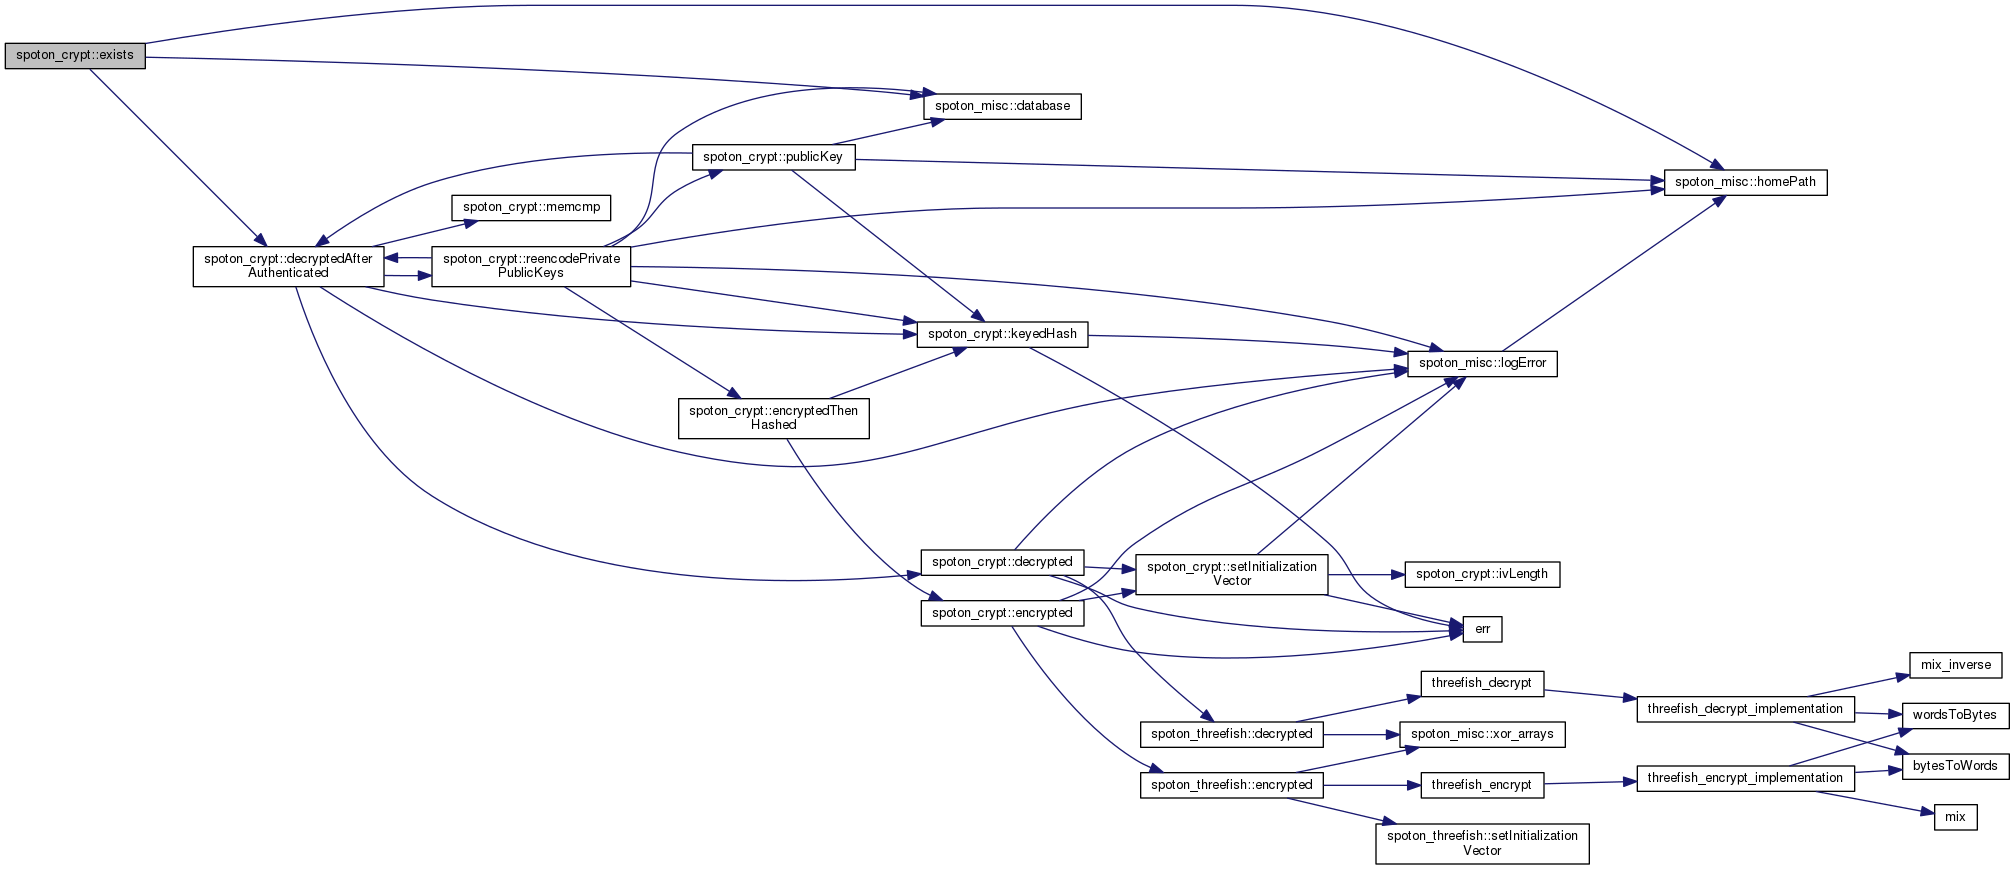 spoton_crypt::exists
spoton_misc::database
spoton_crypt::publicKey
spoton_misc::homePath
spoton_crypt::memcmp
spoton_crypt::decryptedAfter
Authenticated
spoton_crypt::reencodePrivate
PublicKeys
spoton_crypt::keyedHash
spoton_misc::logError
spoton_crypt::encryptedThen
Hashed
spoton_crypt::decrypted
spoton_crypt::setInitialization
Vector
spoton_crypt::ivLength
spoton_crypt::encrypted
err
mix_inverse
threefish_decrypt
threefish_decrypt_implementation
wordsToBytes
spoton_threefish::decrypted
spoton_misc::xor_arrays
bytesToWords
threefish_encrypt_implementation
spoton_threefish::encrypted
threefish_encrypt
mix
spoton_threefish::setInitialization
Vector